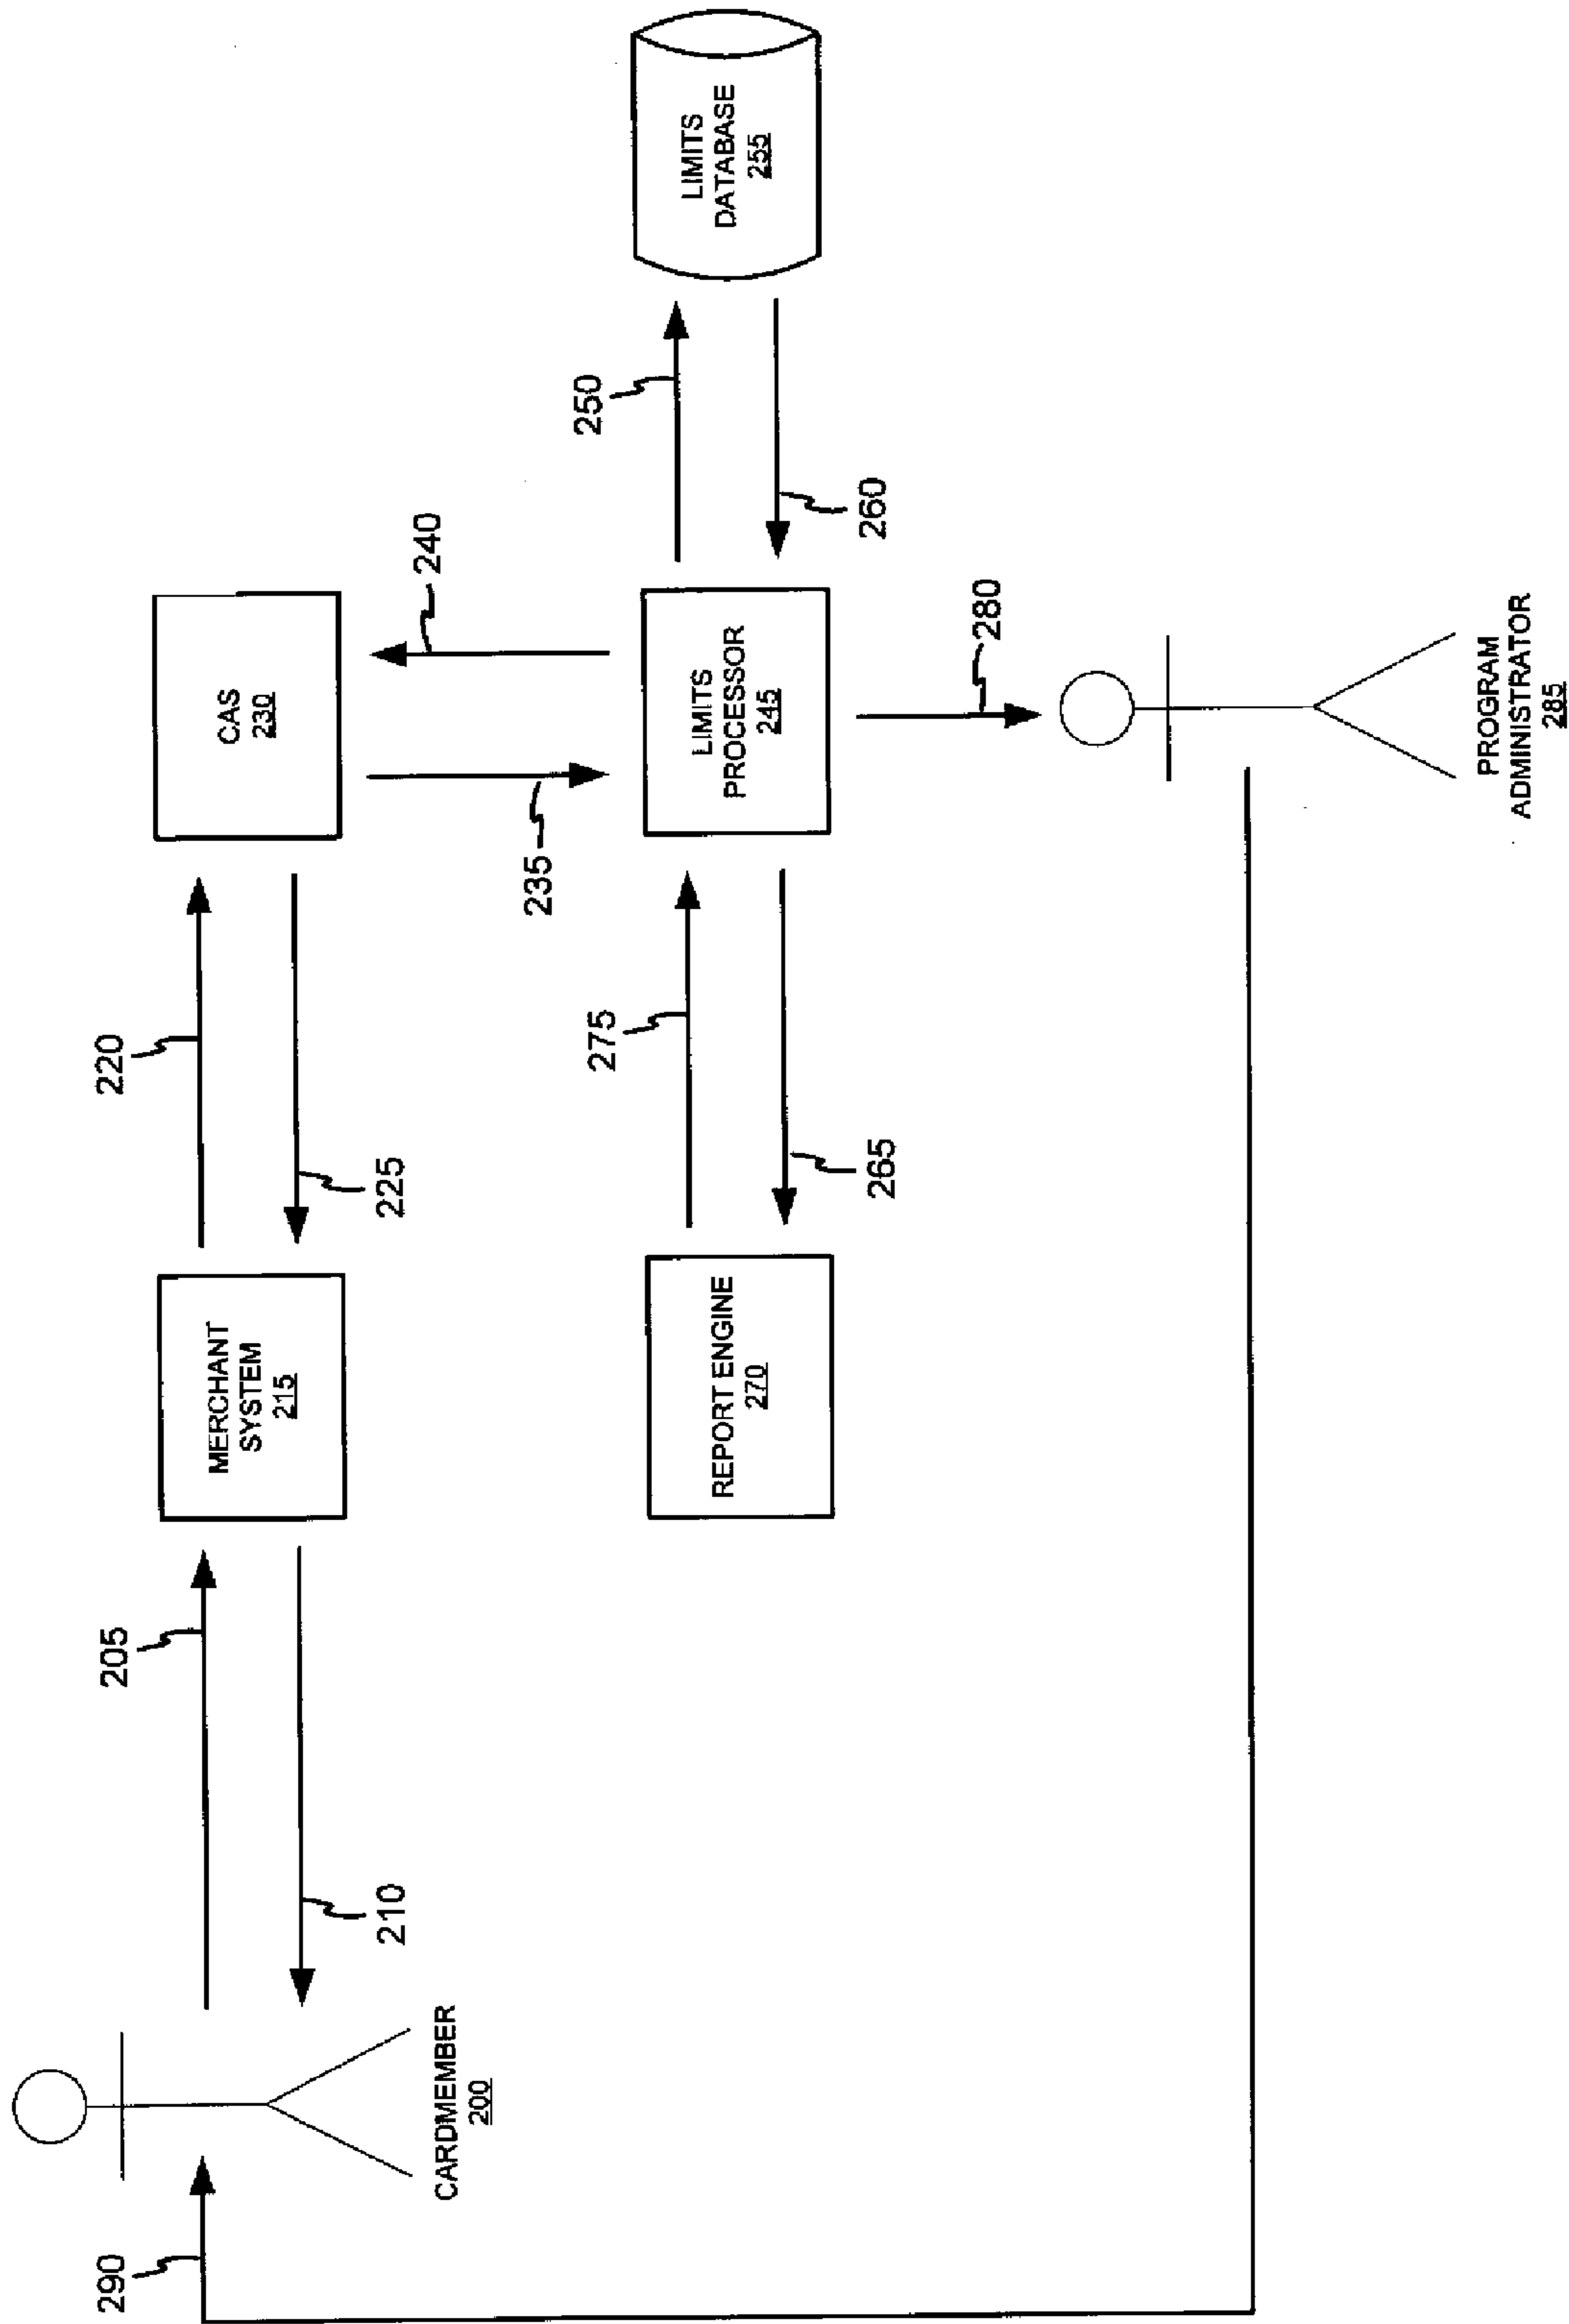 220
240
205
290
CAS
230
MERCHANT
SYSTEM
215
225
235
210
250
CARDMEMBER
200
275
LIMITS
DATABASE
255
LIMITS
PROCESSOR
245
REPORT ENGINE
270
260
265
280
PROGRAM
ADMINISTRATOR
285